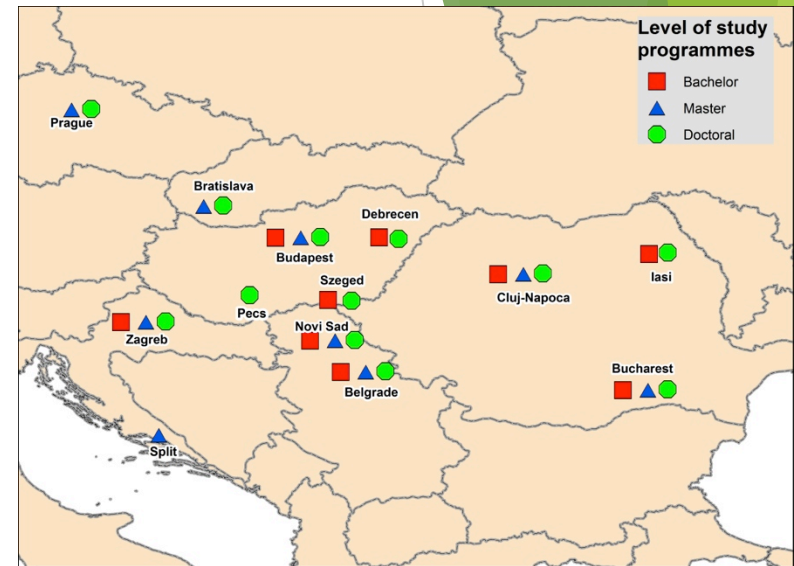 Level of study
programmes
Bachelor
Master
Doctoral
Prague
Bratislava
Debrecen
Budapest
Szeged
Cluj-Napoca
Iasi
Pecs
Novi Sad
Zagreb
Bucharest
Belgrade
Split